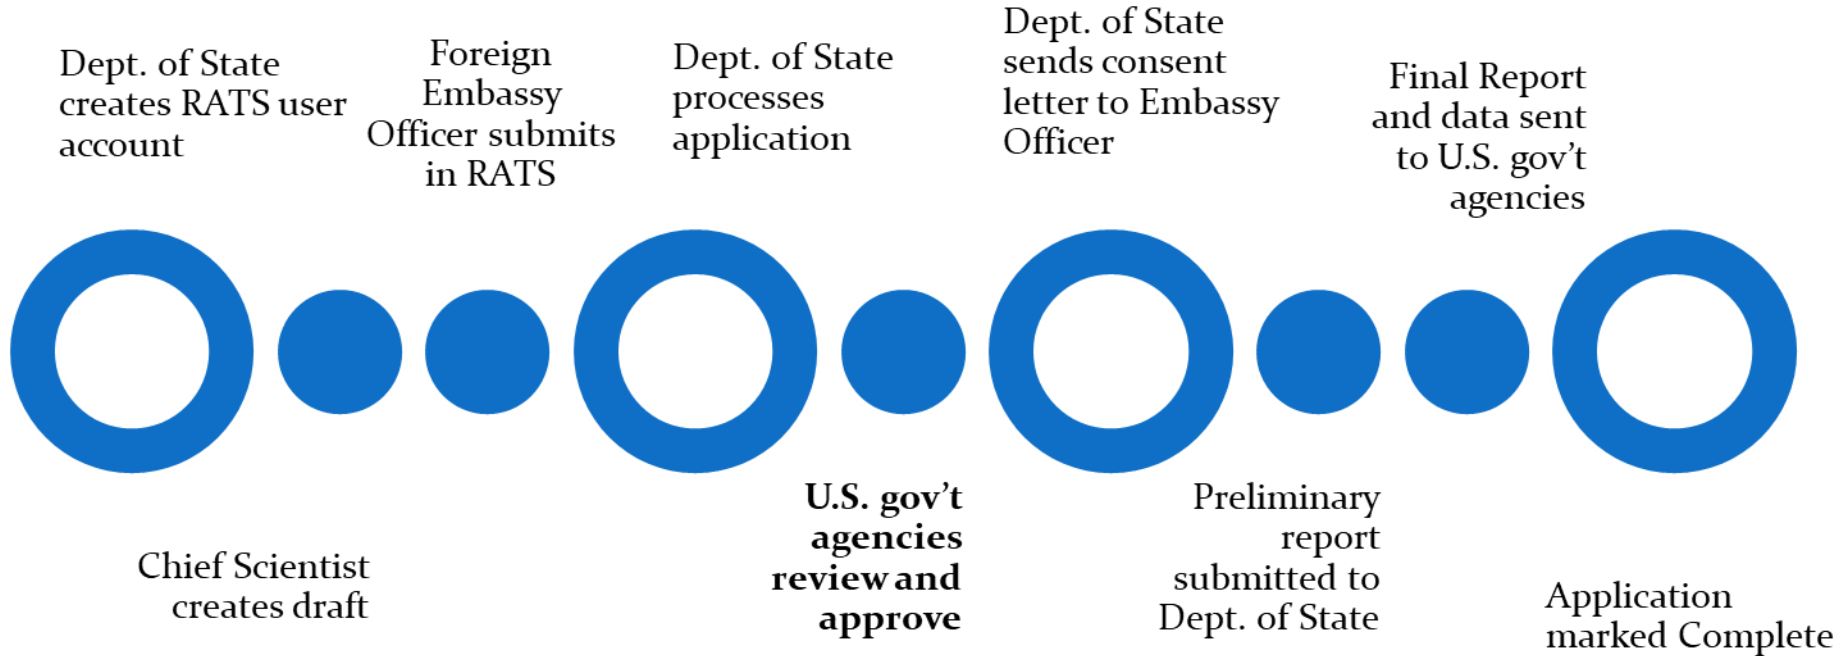 Dept. of State
creates RATS user
account
Chief Scientist
creates draft
Foreign
Embassy
Officer submits
in RATS
Dept. of State
processes
application
U.S. gov’t
agencies
review and
approve
Dept. of State
sends consent
letter to Embassy
Officer
Preliminary
report
submitted to
Dept. of State
Final Report
and data sent
to U.S. gov’t
agencies
Application
marked Complete